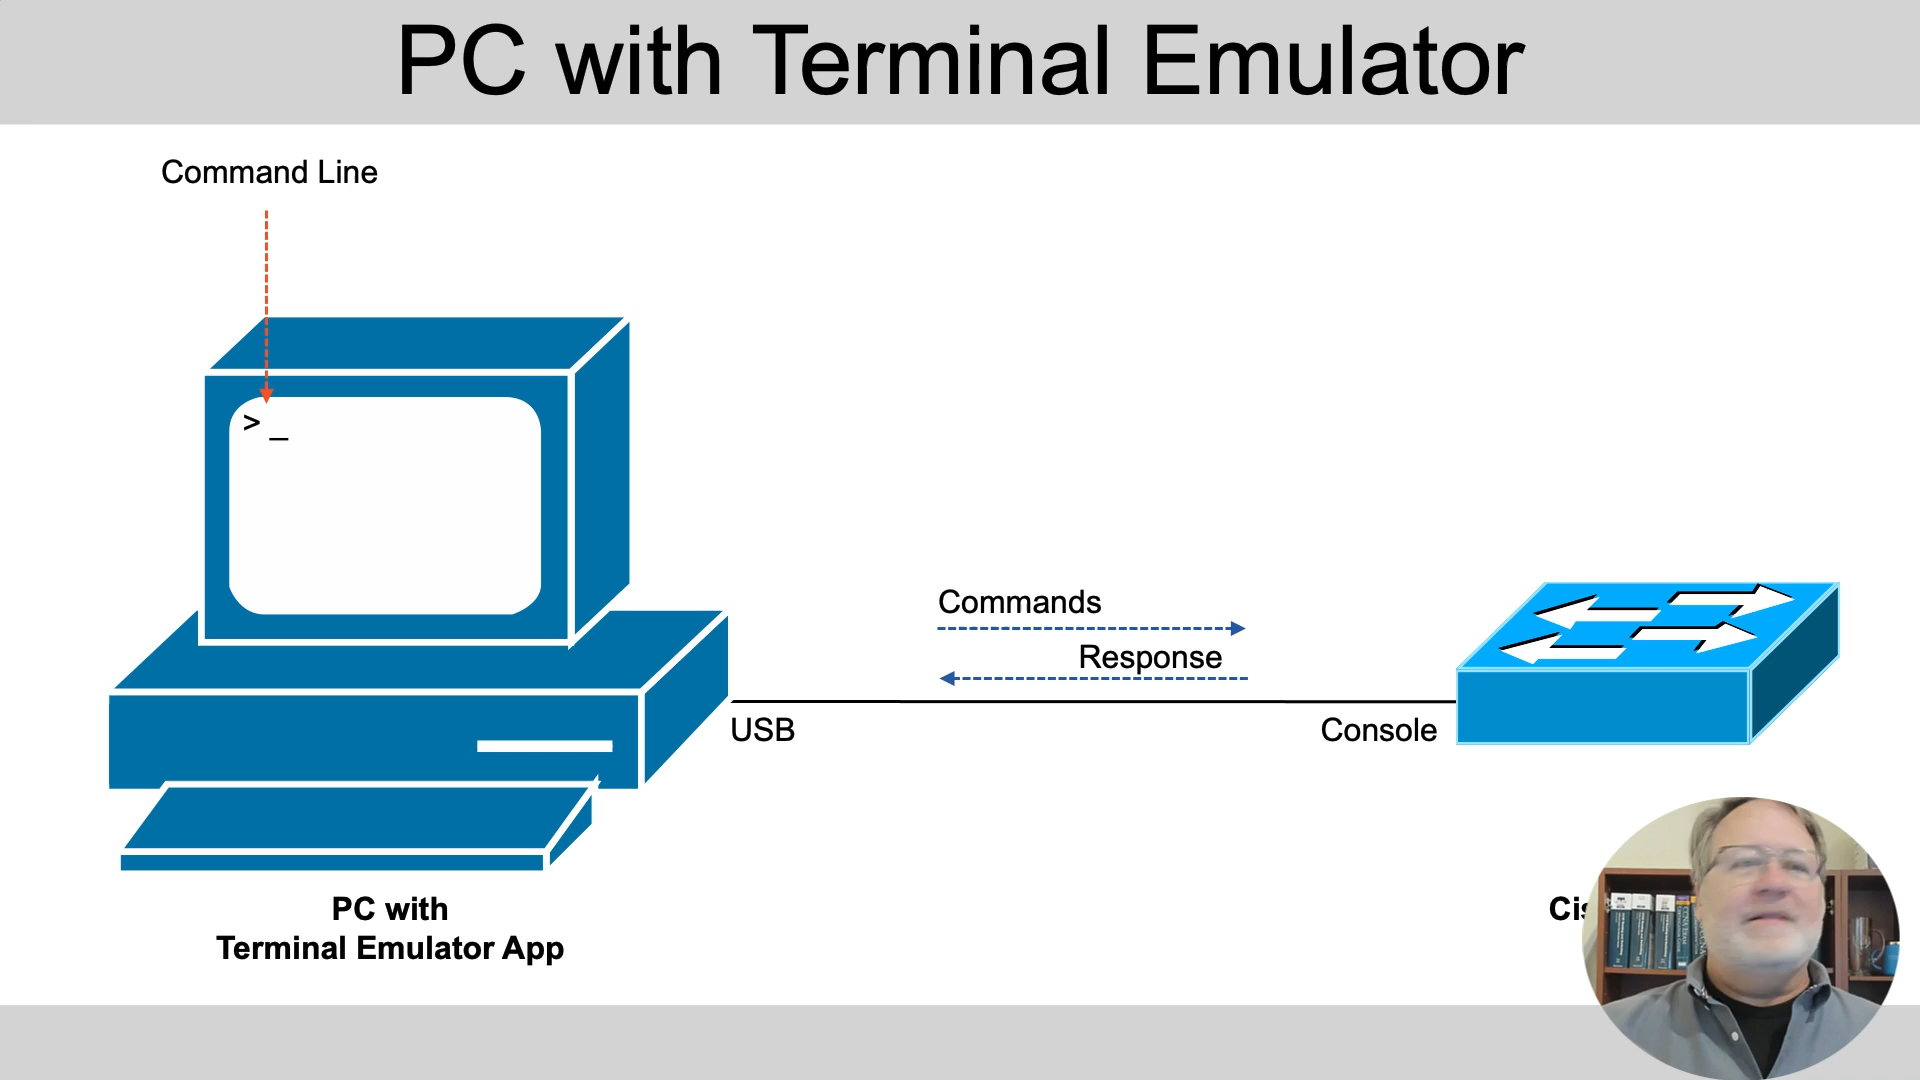 PC with Terminal Emulator
Command Line
> _
Commands
Response
USB
Console
PC with
Terminal Emulator App